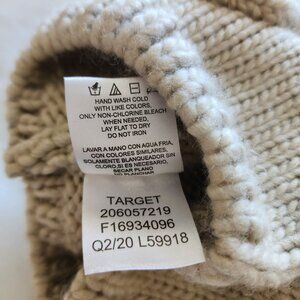 HAND WASH COLD
WITH LIKE COLORS,
ONLY NON-CHLORINE BLEACH
WHEN NEEDED,
LAY FLAT TO DRY
DO NOT IRON
LAVAR A MANO CON AGUA FRIA,
CON COLORES SIMILARES,
SOLAMENTE BLANQUEADOR SIN
CLORO,SI ES NECESARIO,
SECAR PLANO
NO PLANCHAR
TARGET
206057219
F16934096
Q2/20 L59918